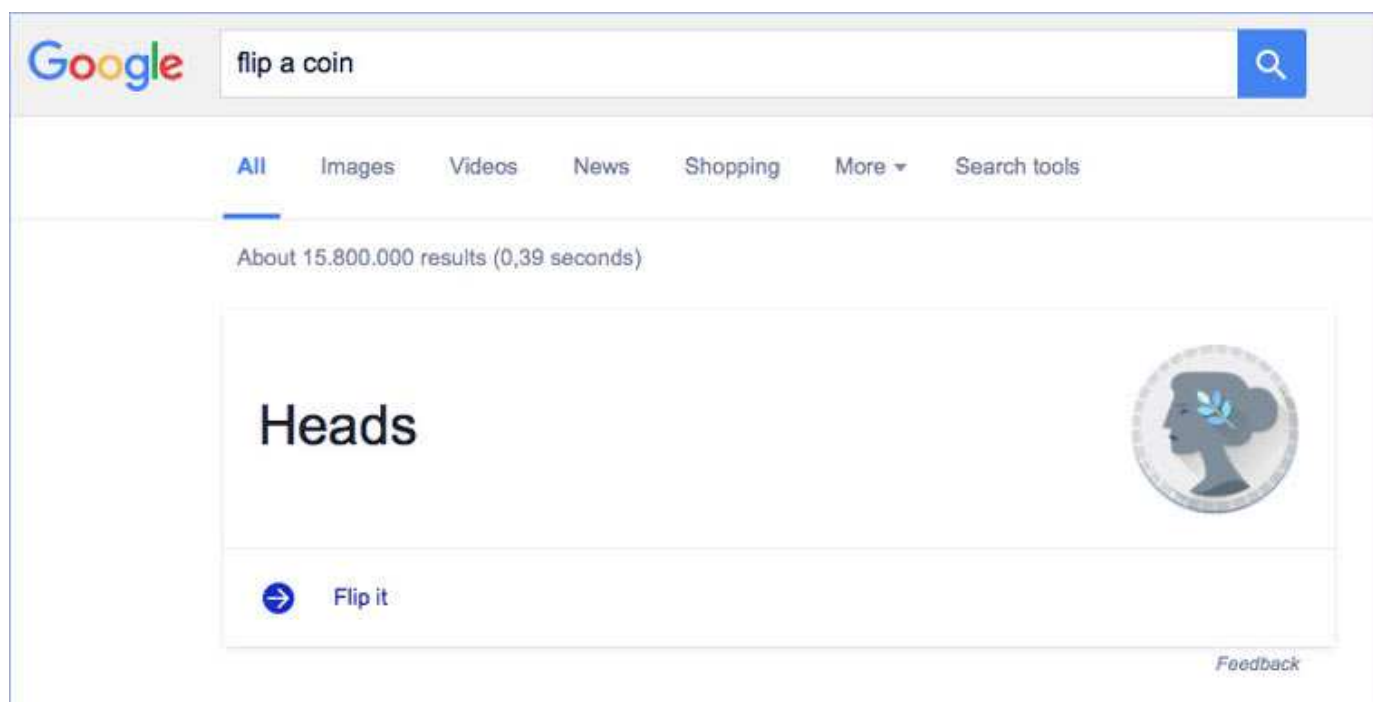 Google flip a coin
All Images Videos News Shopping More Search tools
About 15.800.000 results (0,39 seconds)
Heads
Flip it
Feedback